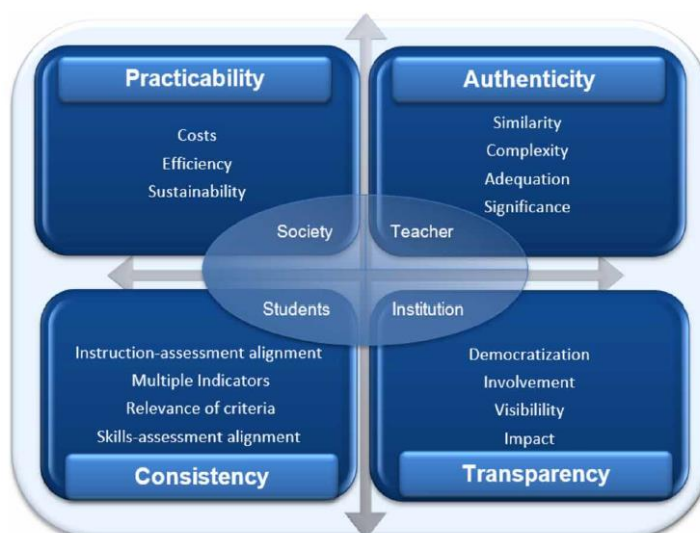 Practicability
Costs
Efficiency
Sustainability
Authenticity
Similarity
Complexity
Adequation
Significance
Society
Teacher
Students
Institution
Instruction-assessment alignment
Multiple Indicators
Relevance of criteria
Skills-assessment alignment
Consistency
Democratization
Involvement
Visibilility
Impact
Transparency